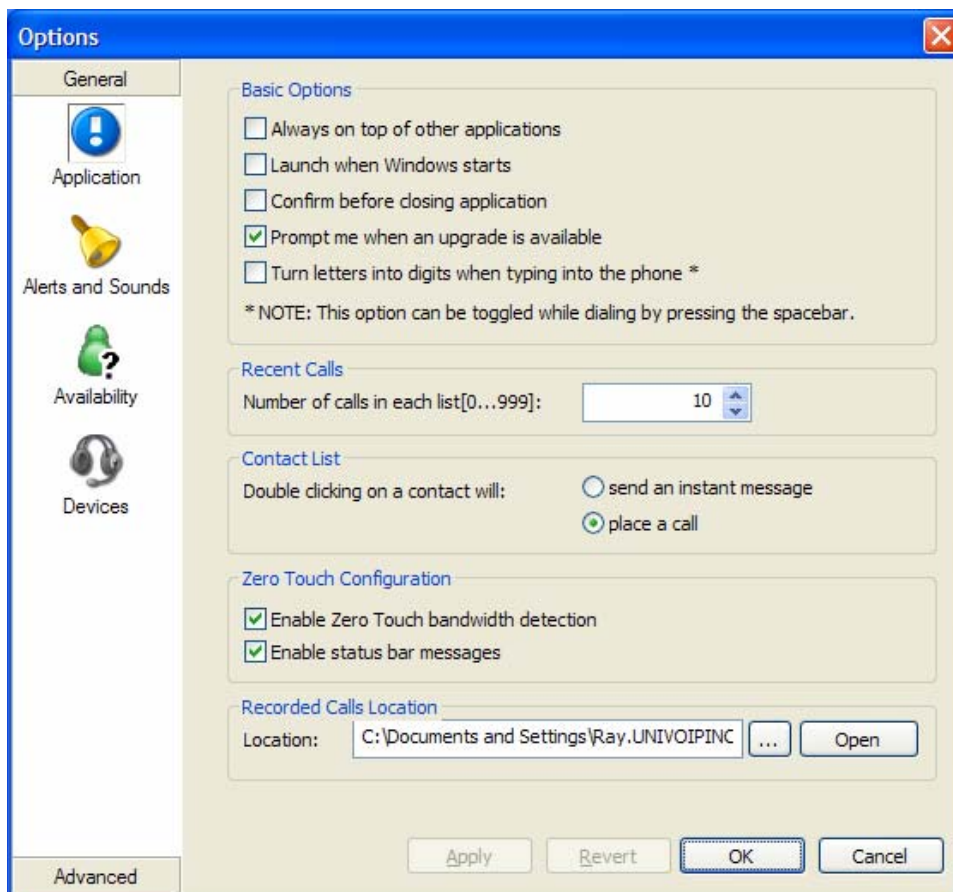 Options
General
Application
Alerts and Sounds
Availability
Devices
Advanced
Basic Options
Always on top of other applications
Launch when Windows starts
Confirm before closing application
Prompt me when an upgrade is available
Turn letters into digits when typing into the phone *
* NOTE: This option can be toggled while dialing by pressing the spacebar.
Recent Calls
Number of calls in each list[0...999]: 10
Contact List
Double clicking on a contact will: send an instant message
place a call
Zero Touch Configuration
Enable Zero Touch bandwidth detection
Enable status bar messages
Recorded Calls Location
Location: C:\Documents and Settings\Ray.UNIVOIPINC ... Open
Apply Revert OK Cancel